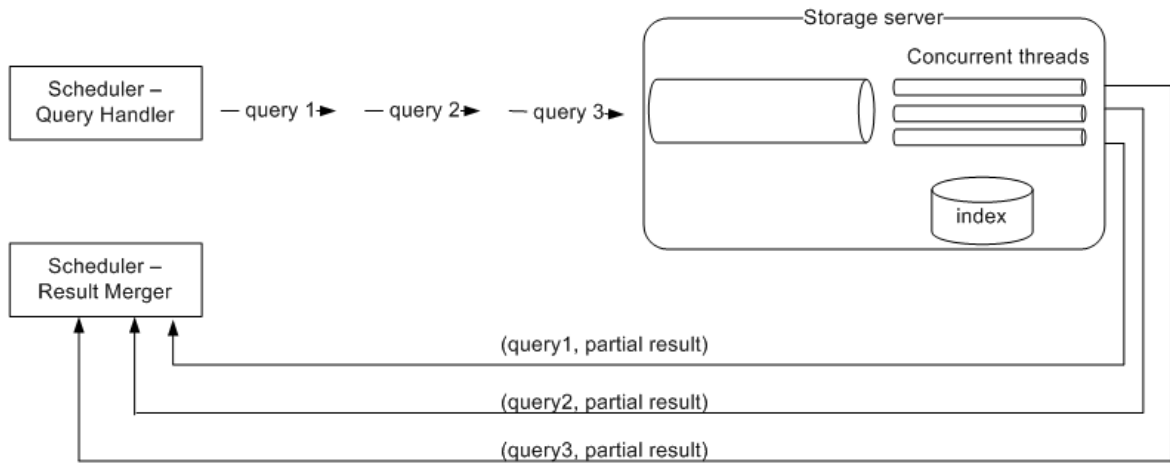 Storage server
Concurrent threads
Scheduler –
Query Handler
query 1
query 2
query 3
index
Scheduler –
Result Merger
(query1, partial result)
(query2, partial result)
(query3, partial result)